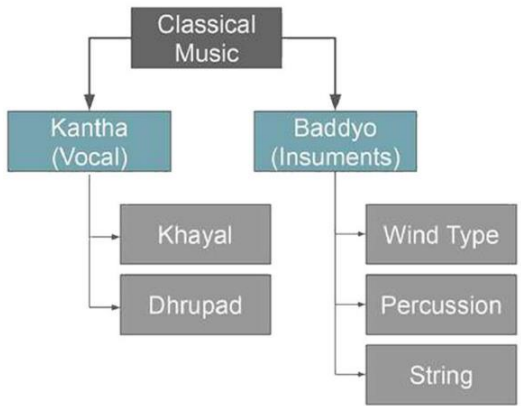 Classical
Music
Kantha
(Vocal)
Baddyo
(Insuments)
Khayal
Dhrupad
Wind Type
Percussion
String